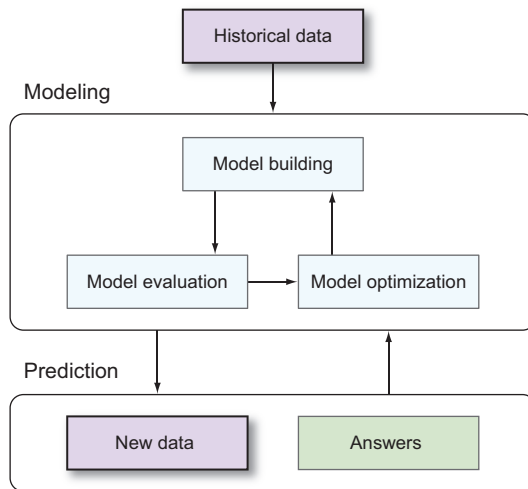 Historical data
Modeling
Model building
Model evaluation
Model optimization
Prediction
New data
Answers